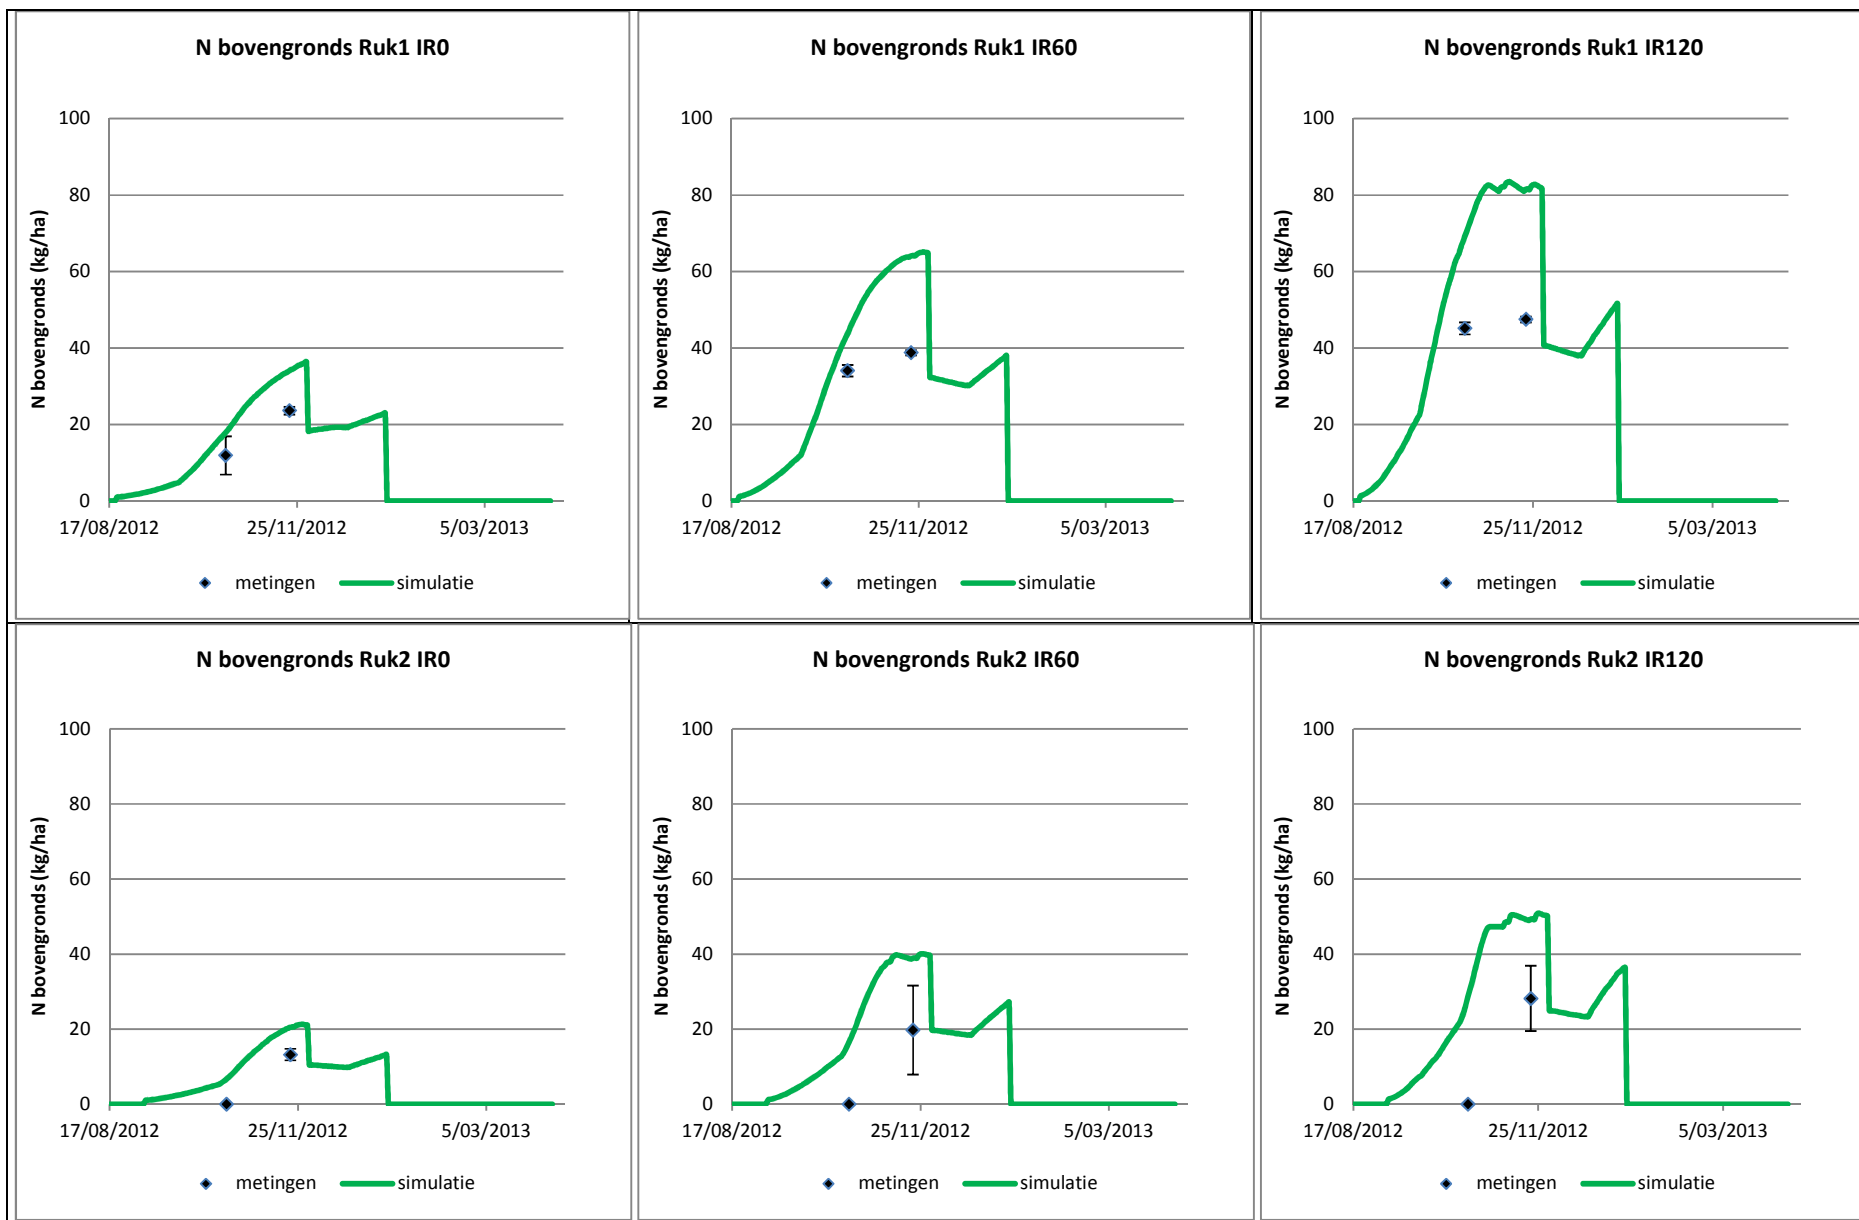 N bovengronds Ruk1 IR0
N bovengronds (kg/ha)
100
80
60
40
20
0
17/08/2012 25/11/2012 5/03/2013
metingen simulatie
N bovengronds Ruk1 IR60
N bovengronds (kg/ha)
100
80
60
40
20
0
17/08/2012 25/11/2012 5/03/2013
metingen simulatie
N bovengronds Ruk1 IR120
N bovengronds (kg/ha)
100
80
60
40
20
0
17/08/2012 25/11/2012 5/03/2013
metingen simulatie
N bovengronds Ruk2 IR0
N bovengronds (kg/ha)
100
80
60
40
20
0
17/08/2012 25/11/2012 5/03/2013
metingen simulatie
N bovengronds Ruk2 IR60
N bovengronds (kg/ha)
100
80
60
40
20
0
17/08/2012 25/11/2012 5/03/2013
metingen simulatie
N bovengronds Ruk2 IR120
N bovengronds (kg/ha)
100
80
60
40
20
0
17/08/2012 25/11/2012 5/03/2013
metingen simulatie